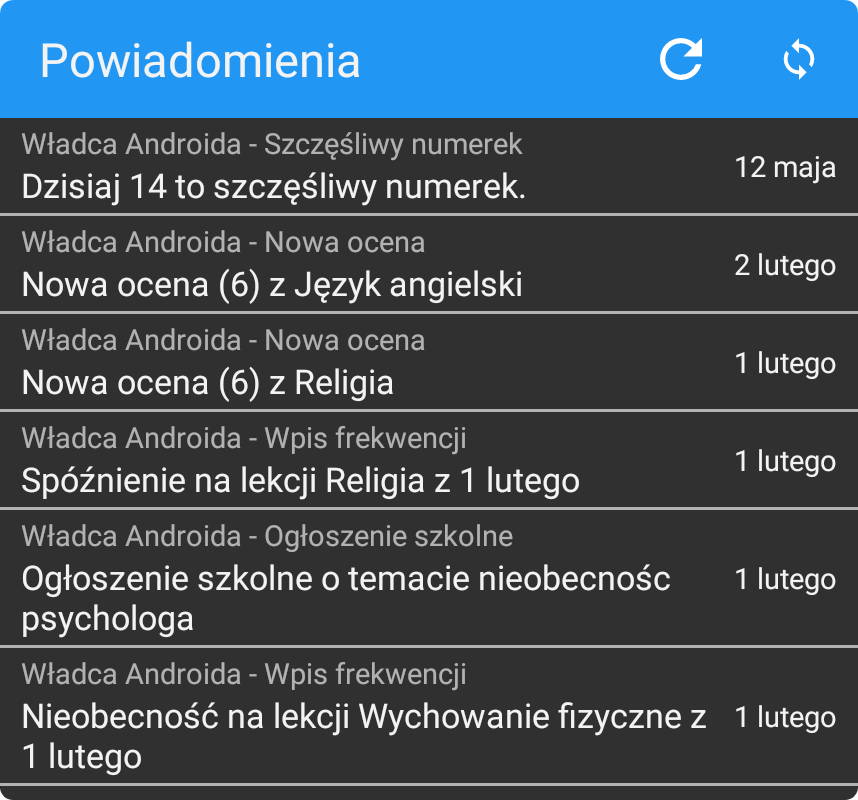 Powiadomienia
Władca Androida - Szczęśliwy numerek
Dzisiaj 14 to szczęśliwy numerek.
12 maja
Władca Androida - Nowa ocena
Nowa ocena (6) z Język angielski
2 lutego
Władca Androida - Nowa ocena
Nowa ocena (6) z Religia
1 lutego
Władca Androida - Wpis frekwencji
Spóźnienie na lekcji Religia z 1 lutego
1 lutego
Władca Androida - Ogłoszenie szkolne
Ogłoszenie szkolne o temacie nieobecnośc
psychologa
1 lutego
Władca Androida - Wpis frekwencji
Nieobecność na lekcji Wychowanie fizyczne z
1 lutego
1 lutego